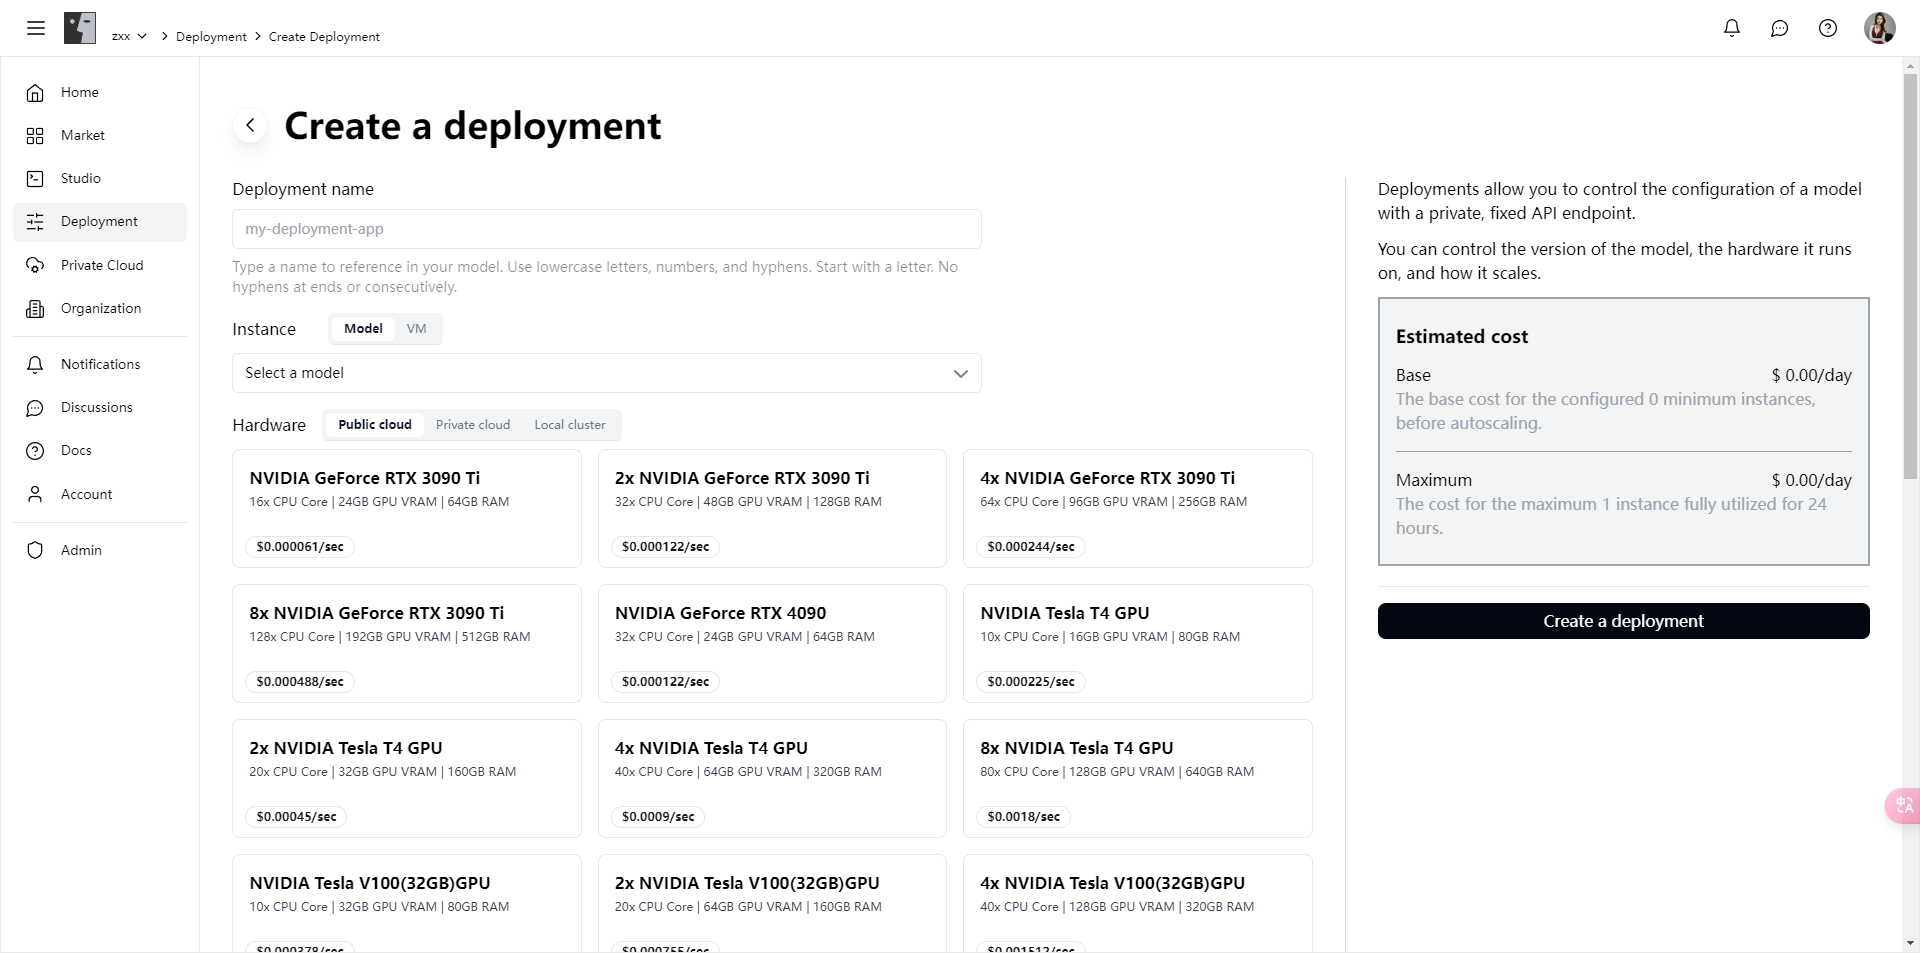 zxx
Deployment
Create Deployment
Home
Market
Studio
Deployment
Private Cloud
Organization
Notifications
Discussions
Docs
Account
Admin
Create a deployment
Deployment name
my-deployment-app
Type a name to reference in your model. Use lowercase letters, numbers, and hyphens. Start with a letter. No
hyphens at ends or consecutively.
Instance
Model
VM
Select a model
Hardware
Public cloud
Private cloud
Local cluster
NVIDIA GeForce RTX 3090 Ti
16x CPU Core | 24GB GPU VRAM | 64GB RAM
$0.000061/sec
2x NVIDIA GeForce RTX 3090 Ti
32x CPU Core | 48GB GPU VRAM | 128GB RAM
$0.000122/sec
4x NVIDIA GeForce RTX 3090 Ti
64x CPU Core | 96GB GPU VRAM | 256GB RAM
$0.000244/sec
8x NVIDIA GeForce RTX 3090 Ti
128x CPU Core | 192GB GPU VRAM | 512GB RAM
$0.000488/sec
NVIDIA GeForce RTX 4090
32x CPU Core | 24GB GPU VRAM | 64GB RAM
$0.000122/sec
NVIDIA Tesla T4 GPU
10x CPU Core | 16GB GPU VRAM | 80GB RAM
$0.000225/sec
2x NVIDIA Tesla T4 GPU
20x CPU Core | 32GB GPU VRAM | 160GB RAM
$0.00045/sec
4x NVIDIA Tesla T4 GPU
40x CPU Core | 64GB GPU VRAM | 320GB RAM
$0.0009/sec
8x NVIDIA Tesla T4 GPU
80x CPU Core | 128GB GPU VRAM | 640GB RAM
$0.0018/sec
NVIDIA Tesla V100(32GB)GPU
10x CPU Core | 32GB GPU VRAM | 80GB RAM
$0.000378/sec
2x NVIDIA Tesla V100(32GB)GPU
20x CPU Core | 64GB GPU VRAM | 160GB RAM
$0.000755/sec
4x NVIDIA Tesla V100(32GB)GPU
40x CPU Core | 128GB GPU VRAM | 320GB RAM
$0.001512/sec
Deployments allow you to control the configuration of a model
with a private, fixed API endpoint.
You can control the version of the model, the hardware it runs
on, and how it scales.
Estimated cost
Base
$ 0.00/day
The base cost for the configured 0 minimum instances,
before autoscaling.
Maximum
$ 0.00/day
The cost for the maximum 1 instance fully utilized for 24
hours.
Create a deployment